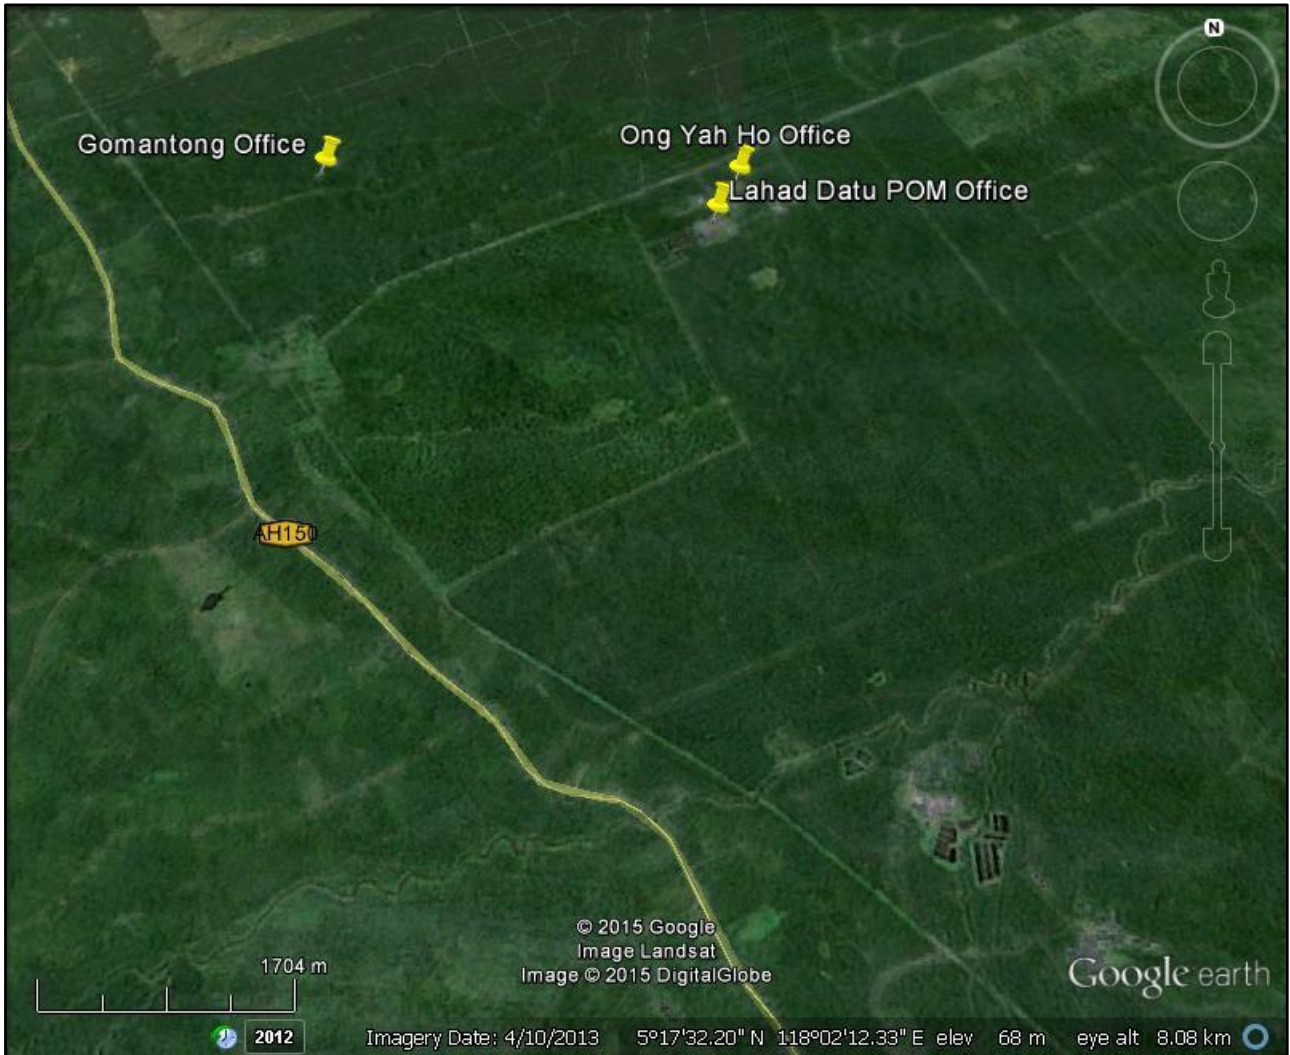 N
Gomantong Office
Ong Yah Ho Office
Lahad Datu POM Office
AH150
© 2015 Google
Image Landsat
Image © 2015 DigitalGlobe
1704 m
Google earth
2012
Imagery Date: 4/10/2013 5°17'32.20" N 118°02'12.33" E elev 68 m eye alt 8.08 km